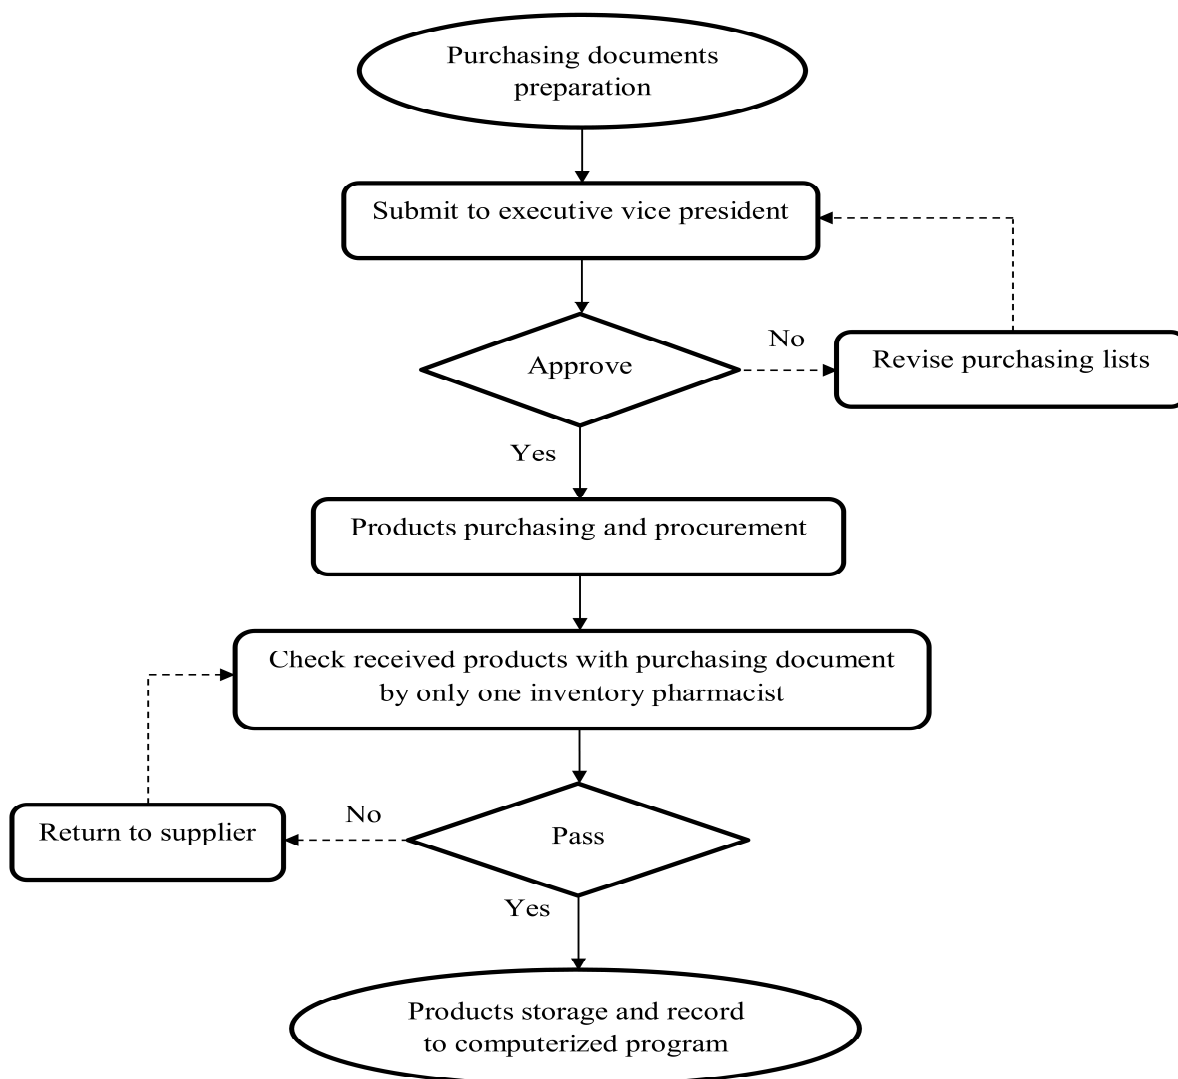 Purchasing documents
preparation
Submit to executive vice president
Approve
No
Revise purchasing lists
Yes
Products purchasing and procurement
Check received products with purchasing document
by only one inventory pharmacist
No
Return to supplier
Pass
Yes
Products storage and record
to computerized program